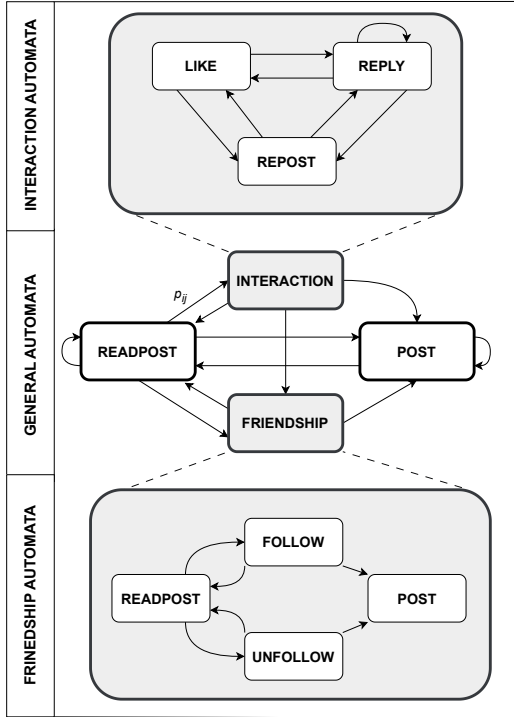 INTERACTION AUTOMATA
LIKE
REPLY
REPOST
GENERAL AUTOMATA
INTERACTION
p_ij
READPOST
POST
FRIENDSHIP
FRINEDSHIP AUTOMATA
FOLLOW
READPOST
POST
UNFOLLOW